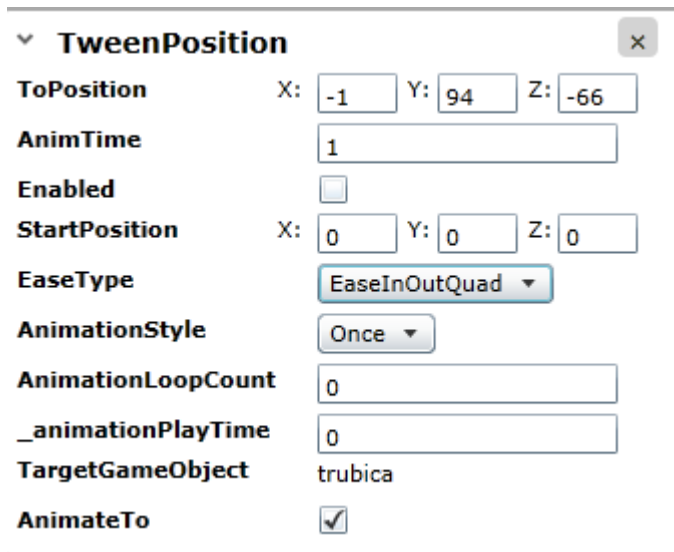 TweenPosition
ToPosition X: -1 Y: 94 Z: -66
AnimTime 1
Enabled
StartPosition X: 0 Y: 0 Z: 0
EaseType EaseInOutQuad
AnimationStyle Once
AnimationLoopCount 0
_animationPlayTime 0
TargetGameObject trubica
AnimateTo